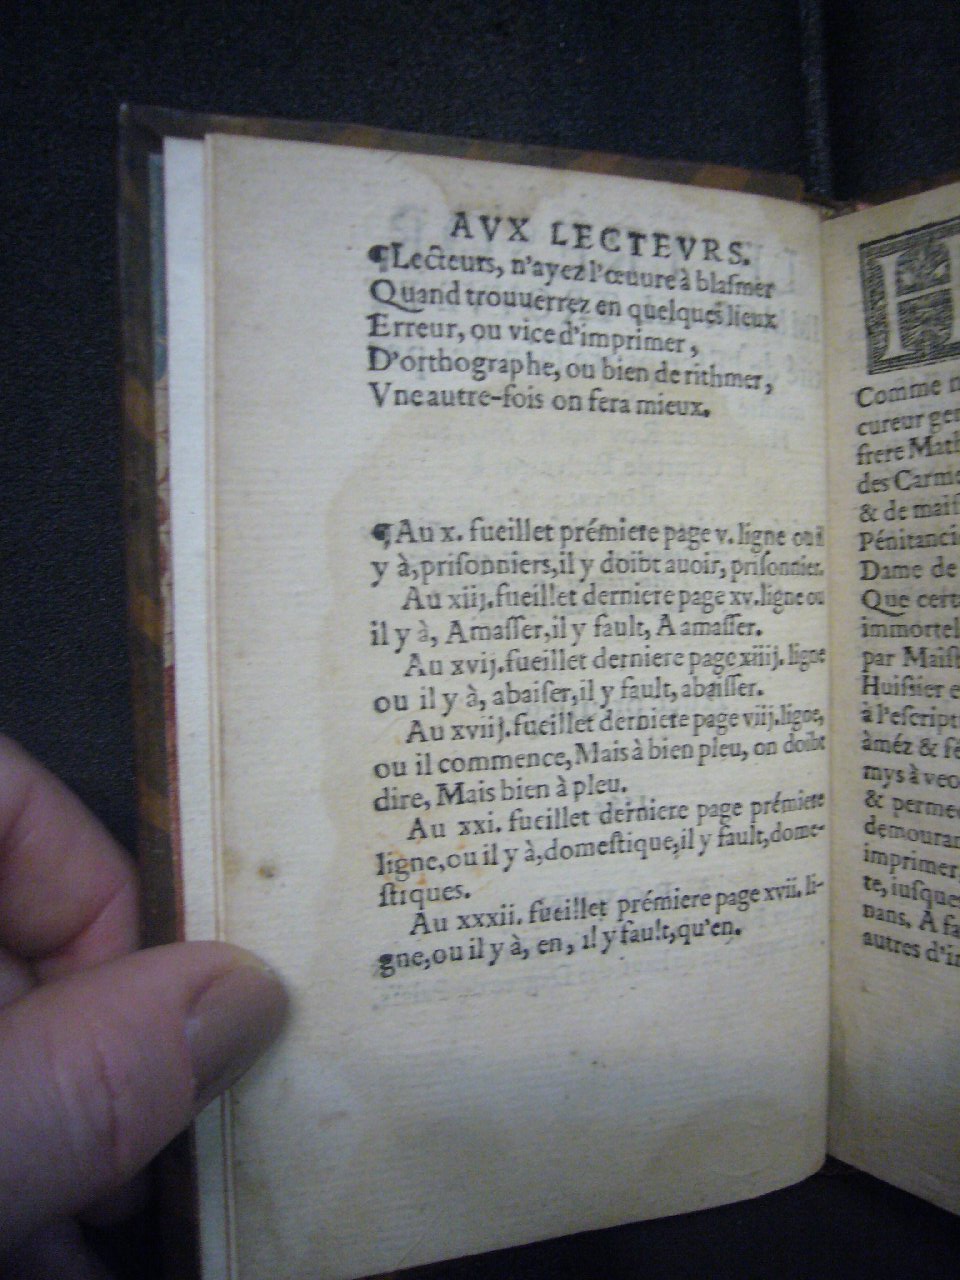 AVX LECTEVRS.
¶Lecteurs, n'ayez l'œuure à blasmer
Quand trouuerrez en quelques lieux
Erreur, ou vice d'imprimer,
D'orthographe, ou bien de rithmer,
Vne autre-fois on fera mieux.
¶Au x. fueillet prémiere page v. ligne ou il
y à, prisonniers, il y doibt auoir, prisonnier.
Au xiij. fueillet derniere page xv. ligne ou
il y à, Amasser, il y fault, A amasser.
Au xvij. fueillet derniere page xiiij. ligne
ou il y à, abaiser, il y fault, abaisser.
Au xviij. fueillet derniere page viij. ligne,
ou il commence, Mais à bien pleu, on doibt
dire, Mais bien à pleu.
Au xxi. fueillet derniere page prémiere
ligne, ou il y à, domestique, il y fault, dome-
stiques.
Au xxxii. fueillet prémiere page xvii. li-
gne, ou il y à, en, il y fault, qu'en.
Comme
cureur
frere
des
& de
Pénitanci
Dame de
Que
immortel
par
Huissier
à l'escript
àméz &
mys à
&
demouran
imprimer,
te, iusques
nans, A
autres